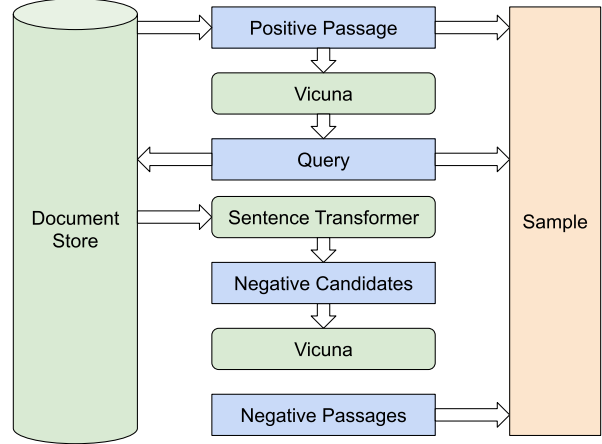 Positive Passage
Vicuna
Query
Document
Store
Sentence Transformer
Sample
Negative Candidates
Vicuna
Negative Passages